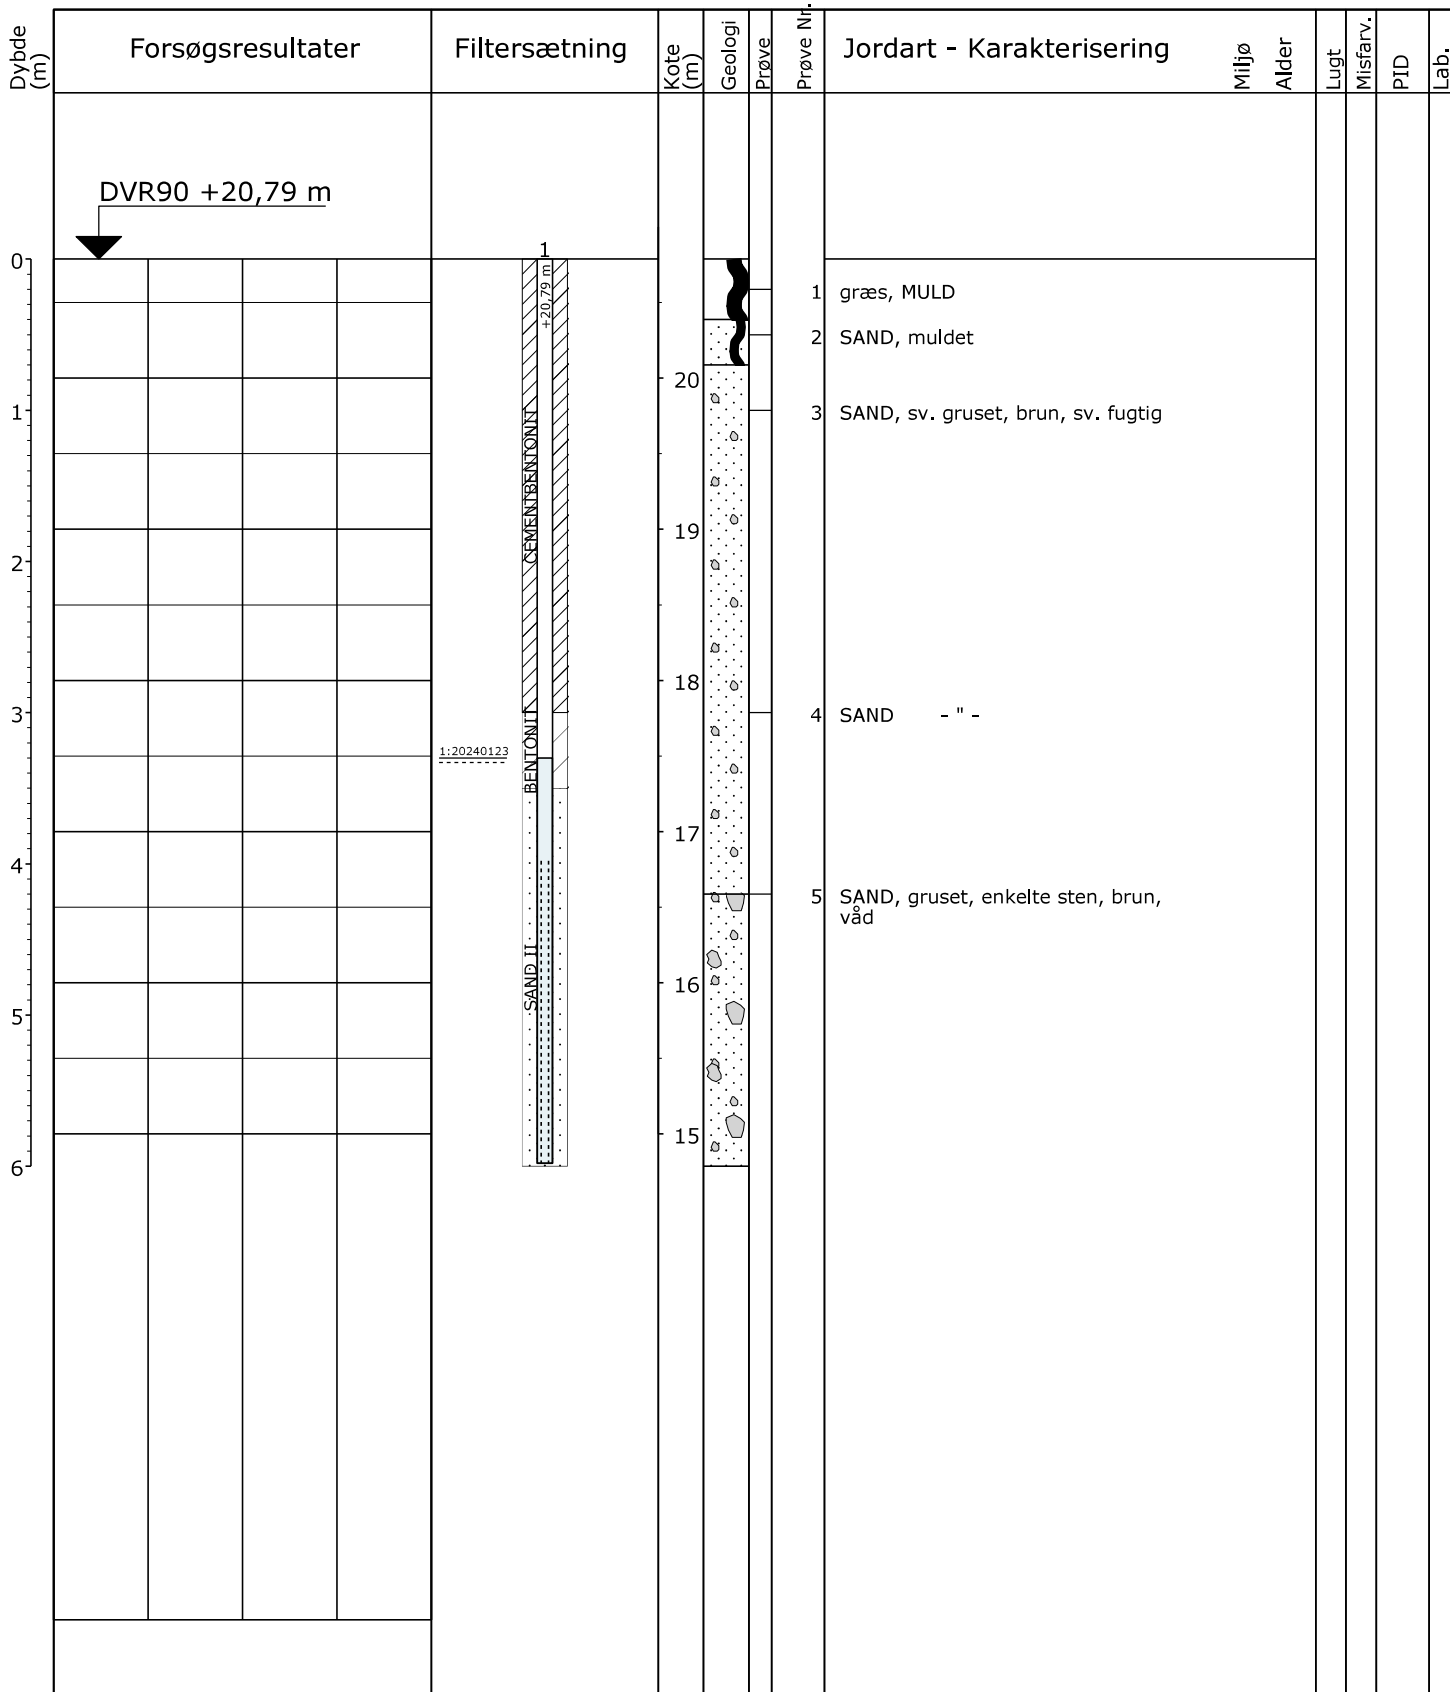 Dybde (m)
Forsøgsresultater
Filtersætning
Kote (m)
Geologi
Prøve
Prøve Nr.
Jordart - Karakterisering
Miljø
Alder
Lugt
Misfarv.
PID
Lab.
DVR90 +20,79 m
1
+20,79 m
0
1 græs, MULD
2 SAND, muldet
20
1
3 SAND, sv. gruset, brun, sv. fugtig
CEMENTBENTONIT
19
2
18
3
4 SAND - " -
BENTONIT
1:20240123
17
4
5 SAND, gruset, enkelte sten, brun,
våd
SAND II
16
5
15
6